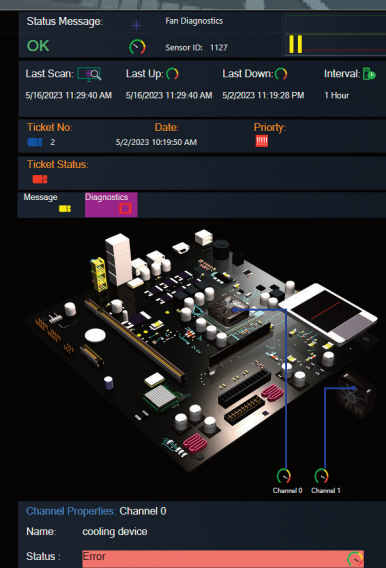 Status Message:
Fan Diagnostics
OK
Sensor ID: 1127
Last Scan:
Last Up:
Last Down:
Interval:
5/16/2023 11:29:40 AM
5/16/2023 11:29:40 AM
5/2/2023 11:19:28 PM
1 Hour
Ticket No:
Date:
Priorty:
2
5/2/2023 10:19:50 AM
Ticket Status:
Message
Diagnostics
Channel 0
Channel 1
Channel Properties: Channel 0
Name: cooling device
Status : Error